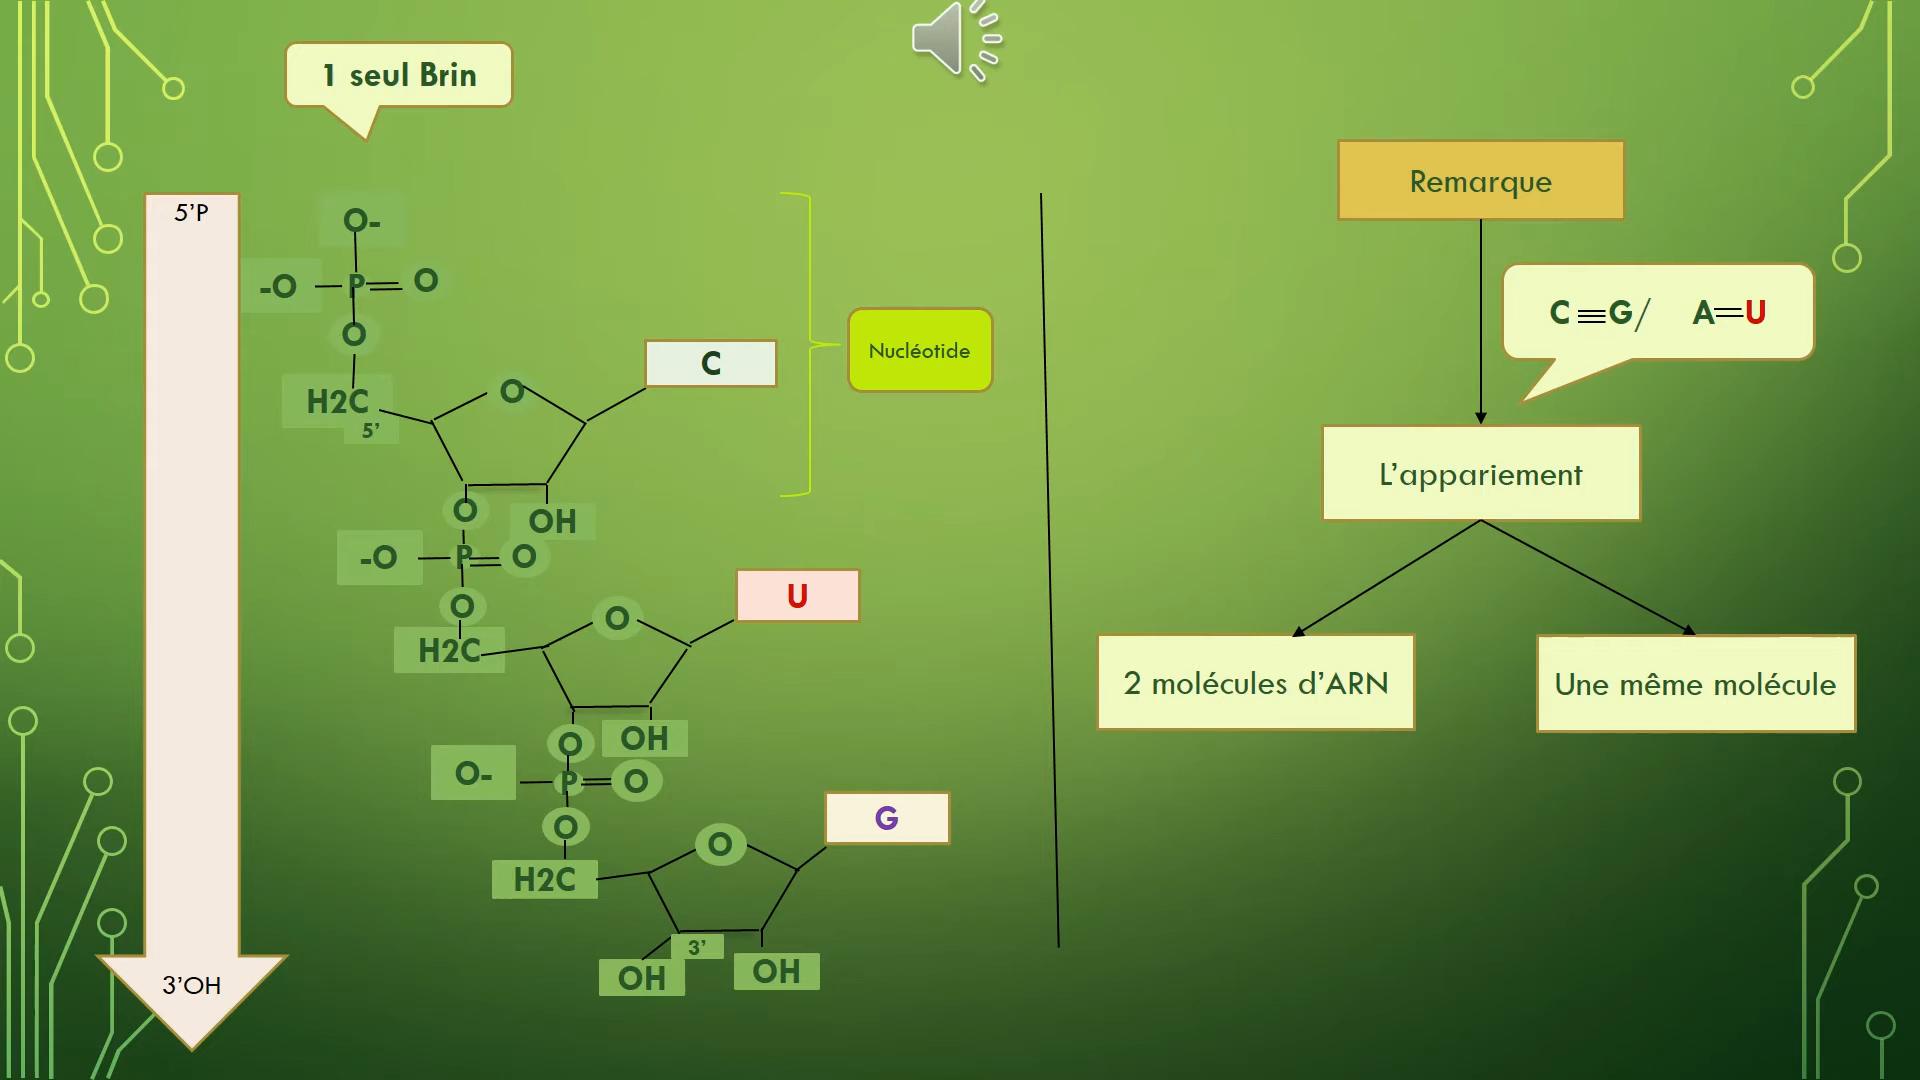 1 seul Brin
5'P
O-
-O P O
O
H2C
5'
O
C
Nucléotide
O
OH
-O P O
O
H2C
O
U
O
OH
O- P O
O
H2C
O
G
3'
OH
OH
3'OH
Remarque
C ≡ G/ A = U
L'appariement
2 molécules d'ARN
Une même molécule